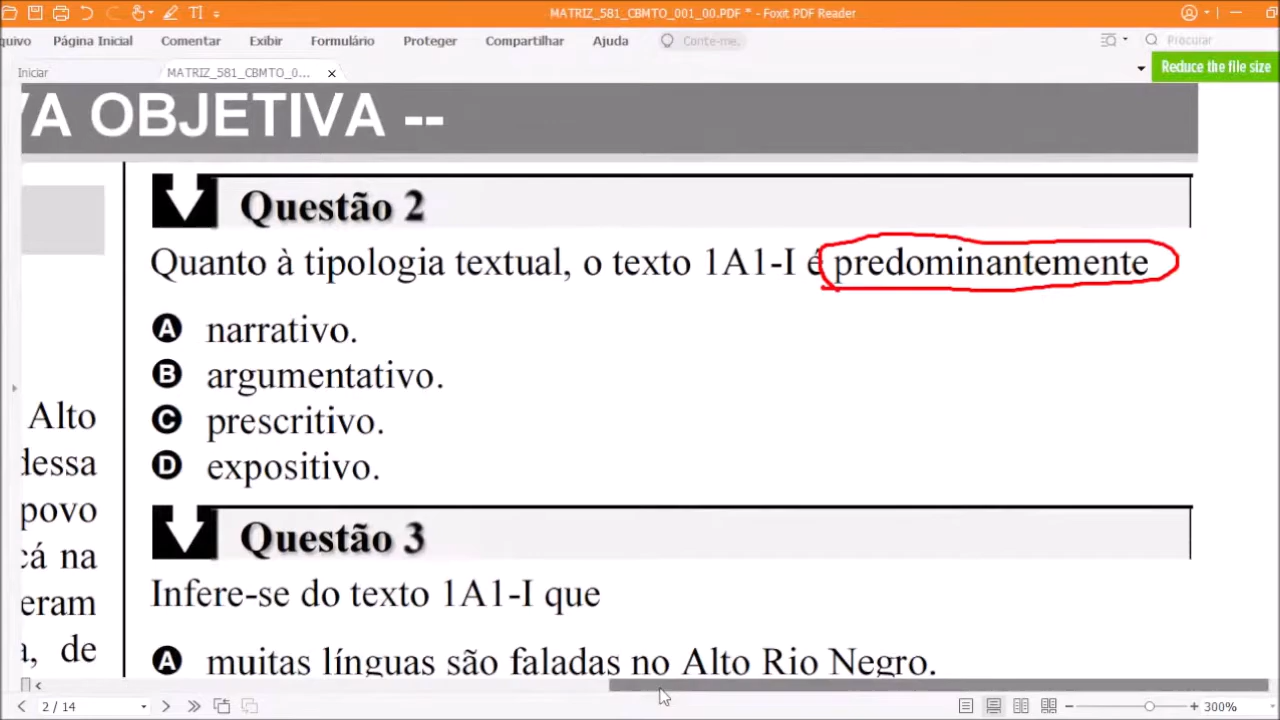 MATRIZ_581_CBMTO_001_00.PDF * - Foxit PDF Reader
quivo Página Inicial Comentar Exibir Formulário Proteger Compartilhar Ajuda Conte-me. Procurar
Iniciar MATRIZ_581_CBMTO_0... × Reduce the file size
VA OBJETIVA --
Questão 2
Quanto à tipologia textual, o texto 1A1-I é predominantemente
A narrativo.
B argumentativo.
C prescritivo.
D expositivo.
Alto
dessa
povo
cá na
eram
a, de
Questão 3
Infere-se do texto 1A1-I que
A muitas línguas são faladas no Alto Rio Negro.
2 / 14 300%